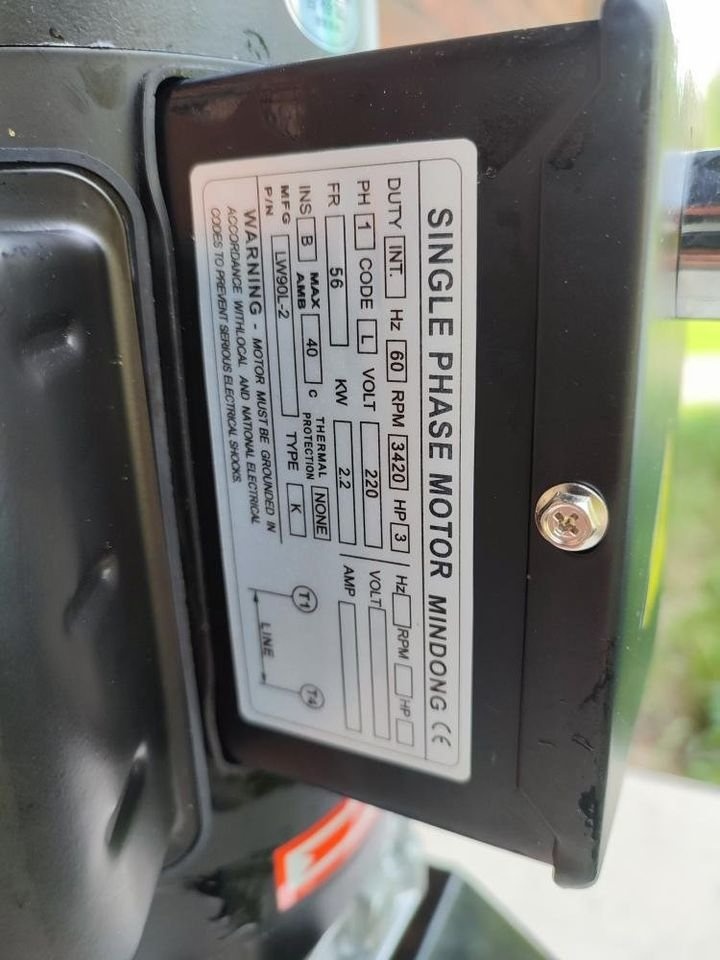 SINGLE PHASE MOTOR MINDONG CE
DUTY INT. Hz 60 RPM 3420 HP 3 Hz RPM HP
PH 1 CODE L VOLT 220 VOLT
FR 56 KW 2.2 AMP
INS B MAX AMB 40 C THERMAL PROTECTION NONE
MFG P/N LW90L-2 TYPE K
WARNING - MOTOR MUST BE GROUNDED IN
ACCORDANCE WITHLOCAL AND NATIONAL ELECTRICAL
CODES TO PREVENT SERIOUS ELECTRICAL SHOCKS.
T1 T4
LINE